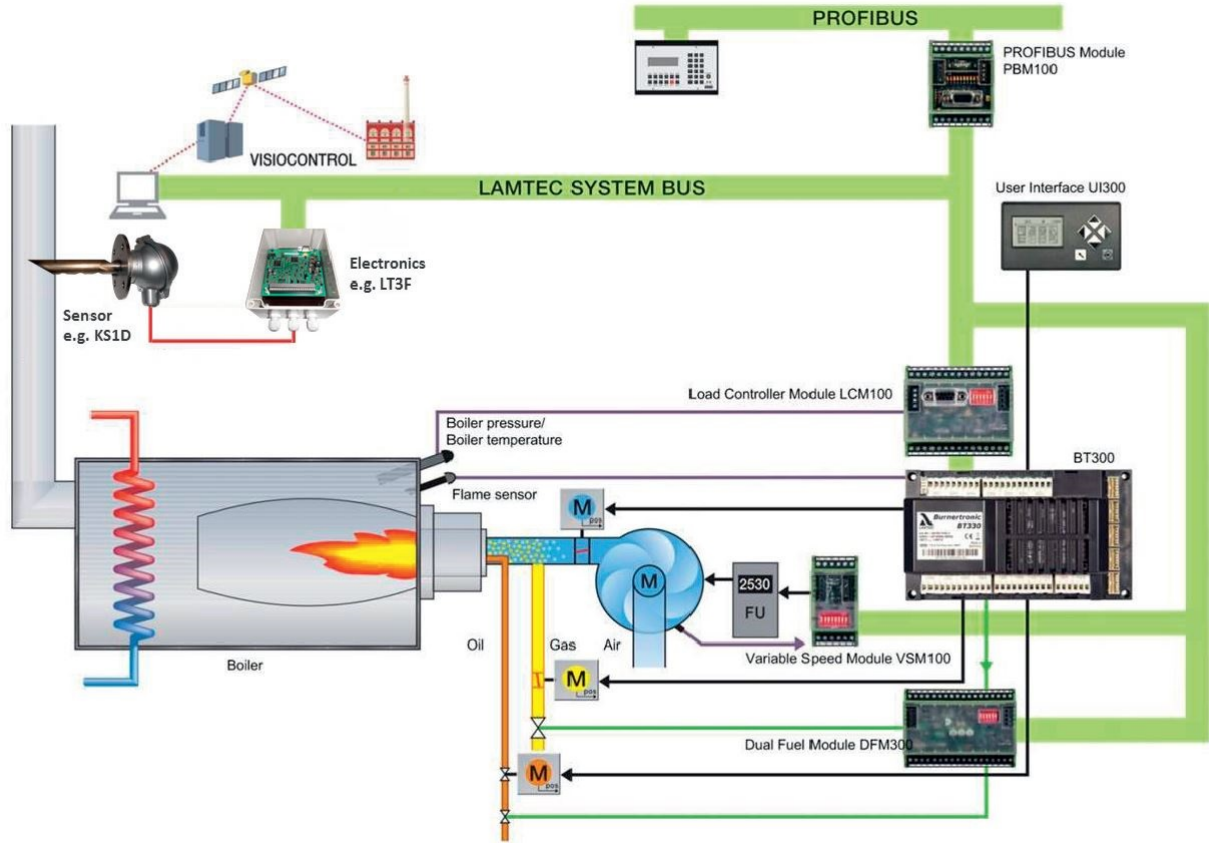 PROFIBUS
PROFIBUS Module
PBM100
VISIOCONTROL
LAMTEC SYSTEM BUS
User Interface UI300
Electronics
e.g. LT3F
Sensor
e.g. KS1D
Load Controller Module LCM100
Boiler pressure/
Boiler temperature
BT300
Flame sensor
M
pos
Burnertronic
BT330
M
2530
FU
Oil
Gas
Air
Boiler
Variable Speed Module VSM100
M
pos
Dual Fuel Module DFM300
M
pos